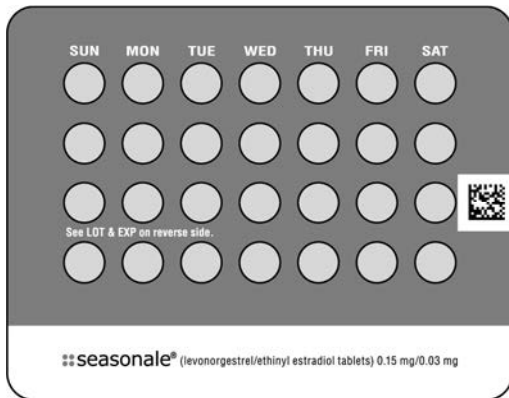 SUN MON TUE WED THU FRI SAT
See LOT & EXP on reverse side.
seasonale® (levonorgestrel/ethinyl estradiol tablets) 0.15 mg/0.03 mg